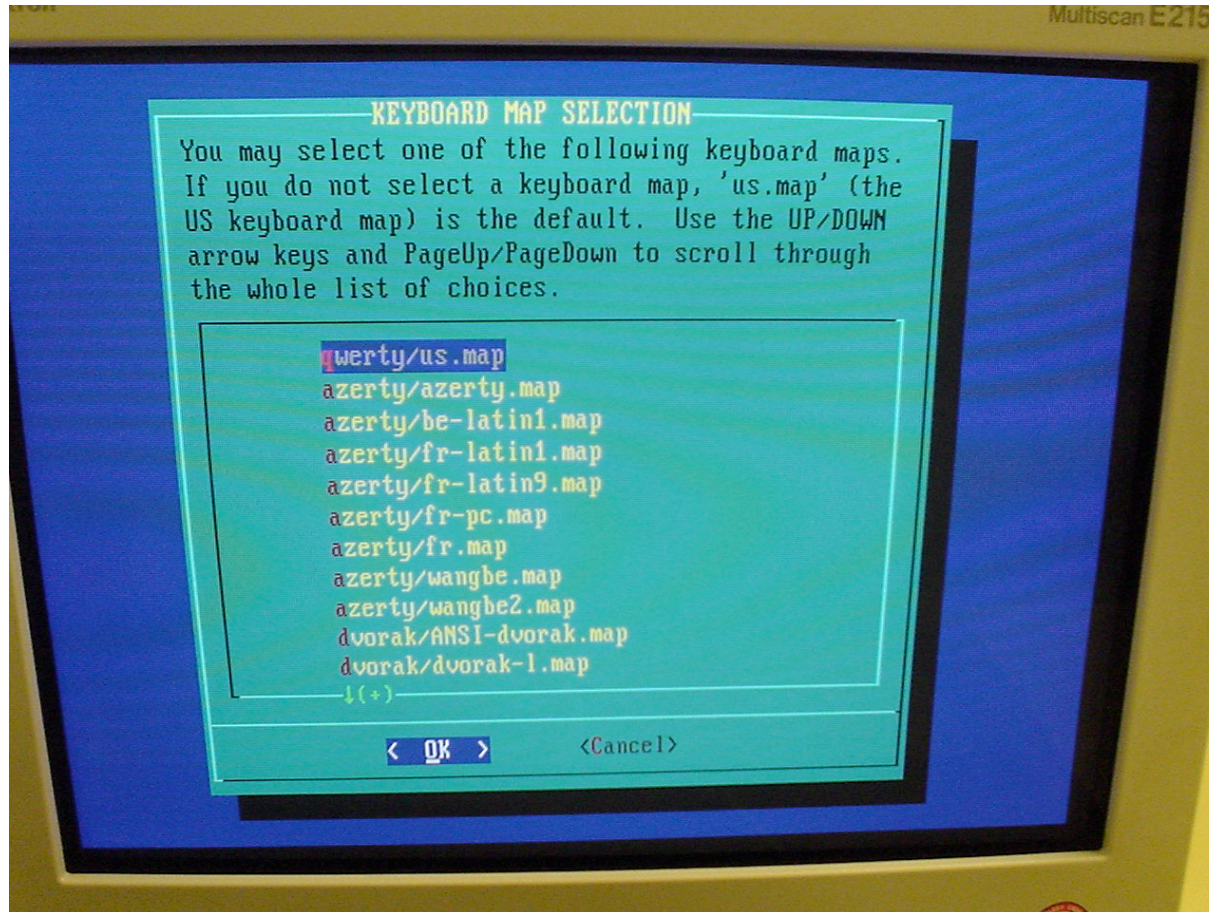 Multiscan E215
KEYBOARD MAP SELECTION
You may select one of the following keyboard maps.
If you do not select a keyboard map, 'us.map' (the
US keyboard map) is the default. Use the UP/DOWN
arrow keys and PageUp/PageDown to scroll through
the whole list of choices.
qwerty/us.map
azerty/azerty.map
azerty/be-latin1.map
azerty/fr-latin1.map
azerty/fr-latin9.map
azerty/fr-pc.map
azerty/fr.map
azerty/wangbe.map
azerty/wangbe2.map
dvorak/ANSI-dvorak.map
dvorak/dvorak-l.map
↓(+)
< OK > <Cancel>